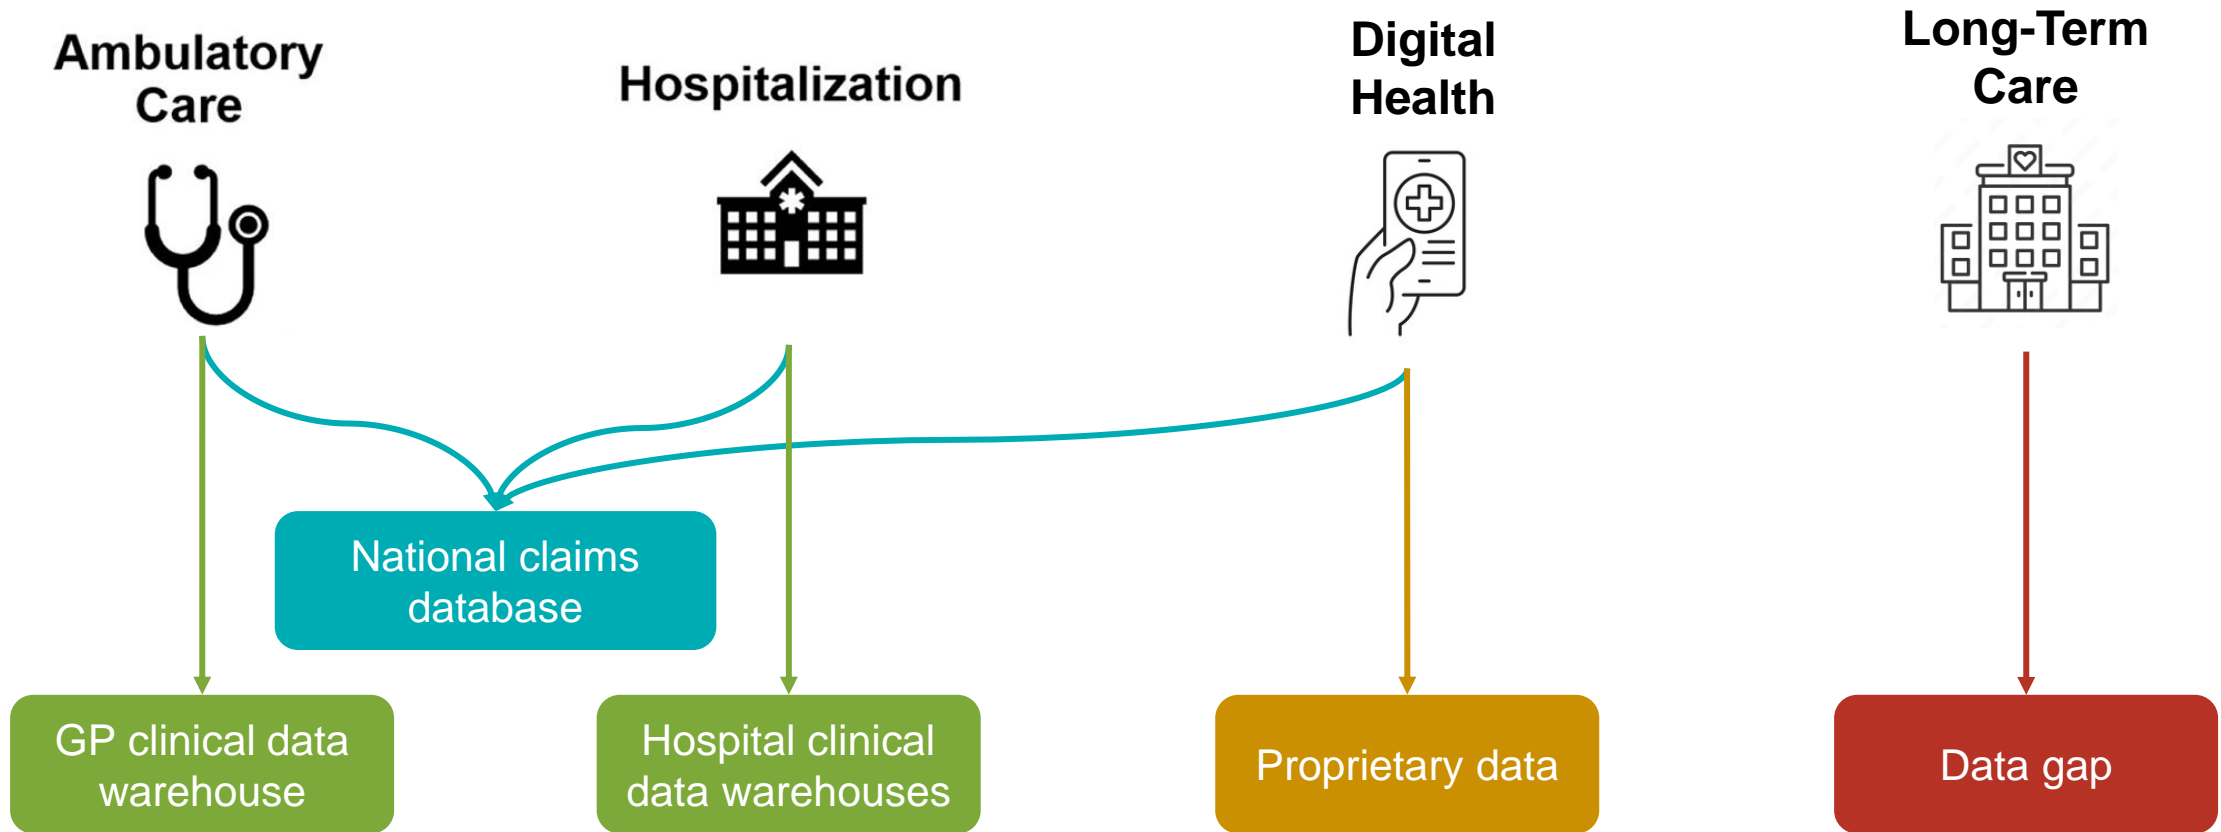 Ambulatory
Care
Hospitalization
Digital
Health
Long-Term
Care
National claims
database
GP clinical data
warehouse
Hospital clinical
data warehouses
Proprietary data
Data gap